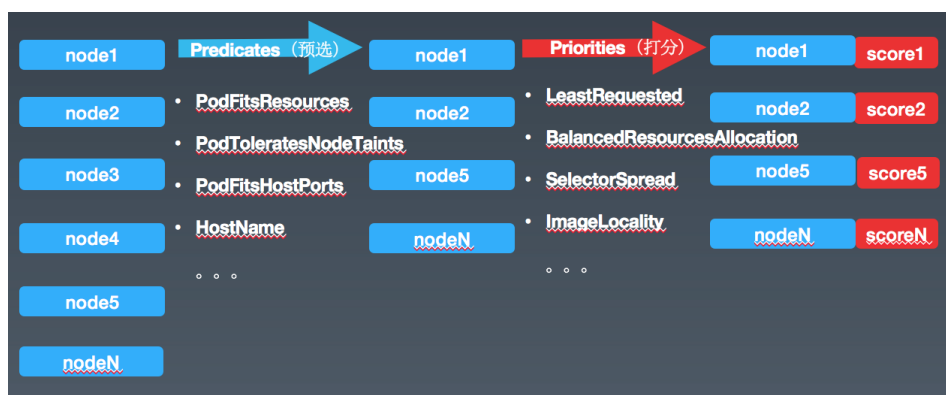 node1
node2
node3
node4
node5
nodeN
Predicates（预选）
• PodFitsResources
• PodToleratesNodeTaints
• PodFitsHostPorts
• HostName
。。。
node1
node2
node5
nodeN
Priorities（打分）
• LeastRequested
• BalancedResourcesAllocation
• SelectorSpread
• ImageLocality
。。。
node1 score1
node2 score2
node5 score5
nodeN scoreN